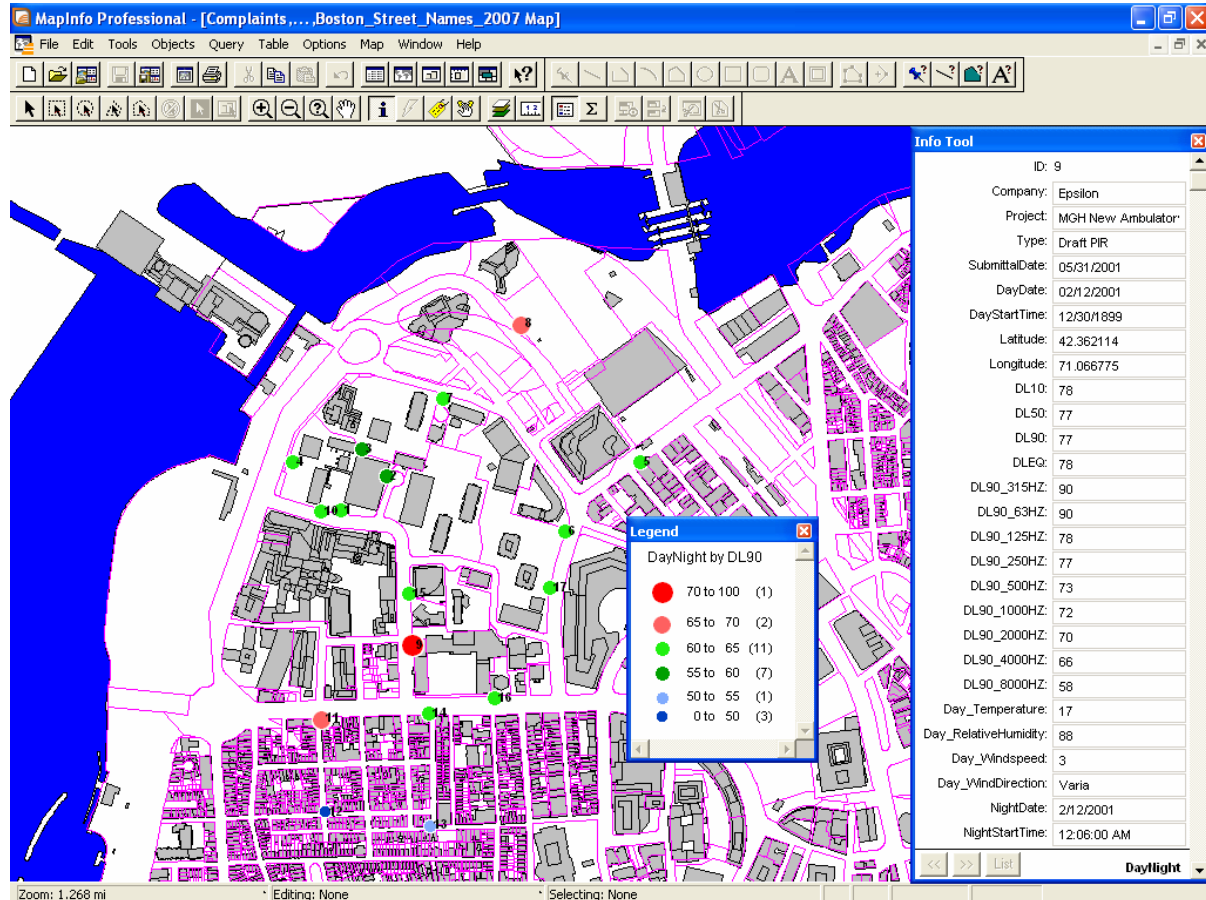 MapInfo Professional - [Complaints,...,Boston_Street_Names_2007 Map]
File Edit Tools Objects Query Table Options Map Window Help
Info Tool
ID: 9
Company: Epsilon
Project: MGH New Ambulator
Type: Draft PIR
SubmittalDate: 05/31/2001
DayDate: 02/12/2001
DayStartTime: 12/30/1899
Latitude: 42.362114
Longitude: 71.066775
DL10: 78
DL50: 77
DL90: 77
DLEQ: 78
DL90_315HZ: 90
DL90_63HZ: 90
DL90_125HZ: 78
DL90_250HZ: 77
DL90_500HZ: 73
DL90_1000HZ: 72
DL90_2000HZ: 70
DL90_4000HZ: 66
DL90_8000HZ: 58
Day_Temperature: 17
Day_RelativeHumidity: 88
Day_Windspeed: 3
Day_WindDirection: Varia
NightDate: 2/12/2001
NightStartTime: 12:06:00 AM
<< >> List DayNight
8
3
4
2
5
10 1
6
17
15
9
16
11
14
12
13
Legend
DayNight by DL90
70 to 100 (1)
65 to 70 (2)
60 to 65 (11)
55 to 60 (7)
50 to 55 (1)
0 to 50 (3)
Zoom: 1.268 mi Editing: None Selecting: None